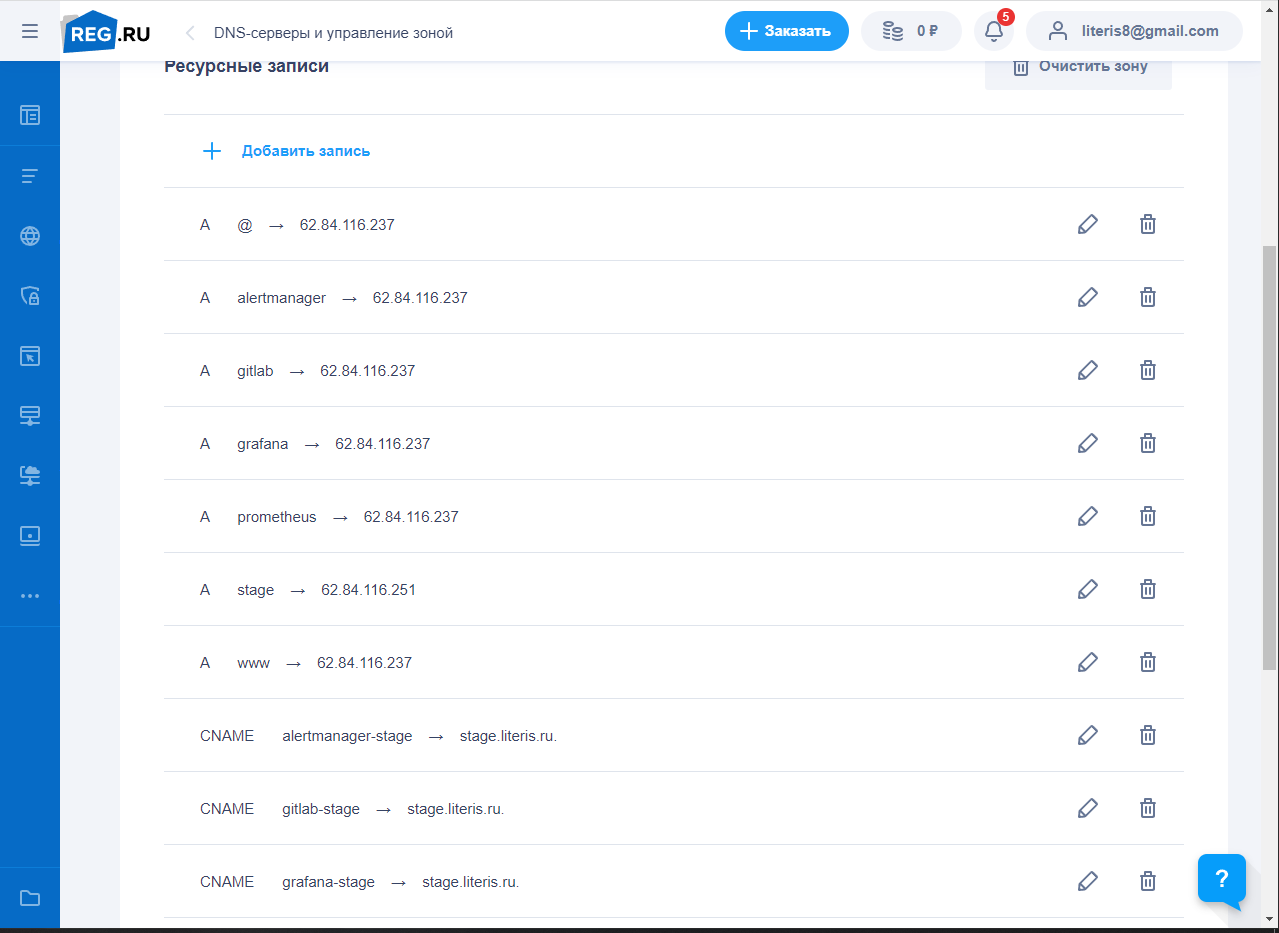 REG.RU
DNS-серверы и управление зоной
Заказать
0 ₽
5
literis8@gmail.com
Ресурсные записи
Очистить зону
Добавить запись
A @ → 62.84.116.237
A alertmanager → 62.84.116.237
A gitlab → 62.84.116.237
A grafana → 62.84.116.237
A prometheus → 62.84.116.237
A stage → 62.84.116.251
A www → 62.84.116.237
CNAME alertmanager-stage → stage.literis.ru.
CNAME gitlab-stage → stage.literis.ru.
CNAME grafana-stage → stage.literis.ru.
?